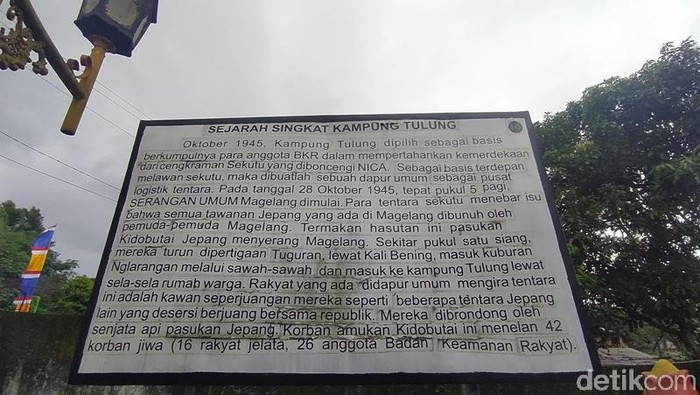 SEJARAH SINGKAT KAMPUNG TULUNG
Oktober 1945, Kampung Tulung dipilih sebagai basis
berkumpulnya para anggota BKR dalam mempertahankan kemerdekaan
dari cengkraman Sekutu yang diboncengi NICA. Sebagai basis terdepan
melawan sekutu, maka dibuatlah sebuah dapur umum sebagai pusat
logistik tentara. Pada tanggal 28 Oktober 1945, tepat pukul 5 pagi,
SERANGAN UMUM Magelang dimulai. Para tentara sekutu menebar isu
bahwa semua tawanan Jepang yang ada di Magelang dibunuh oleh
pemuda-pemuda Magelang. Termakan hasutan ini pasukan
Kidobutai Jepang menyerang Magelang. Sekitar pukul satu siang,
mereka turun dipertigaan Tuguran, lewat Kali Bening, masuk kuburan
Nglarangan melalui sawah-sawah dan masuk ke kampung Tulung lewat
sela-sela rumah warga. Rakyat yang ada didapur umum mengira tentara
ini adalah kawan seperjuangan mereka seperti beberapa tentara Jepang
lain yang desersi berjuang bersama republik. Mereka dibrondong oleh
senjata api pasukan Jepang. Korban amukan Kidobutai ini menelan 42
korban jiwa (16 rakyat jelata, 26 anggota Badan Keamanan Rakyat).
detikcom